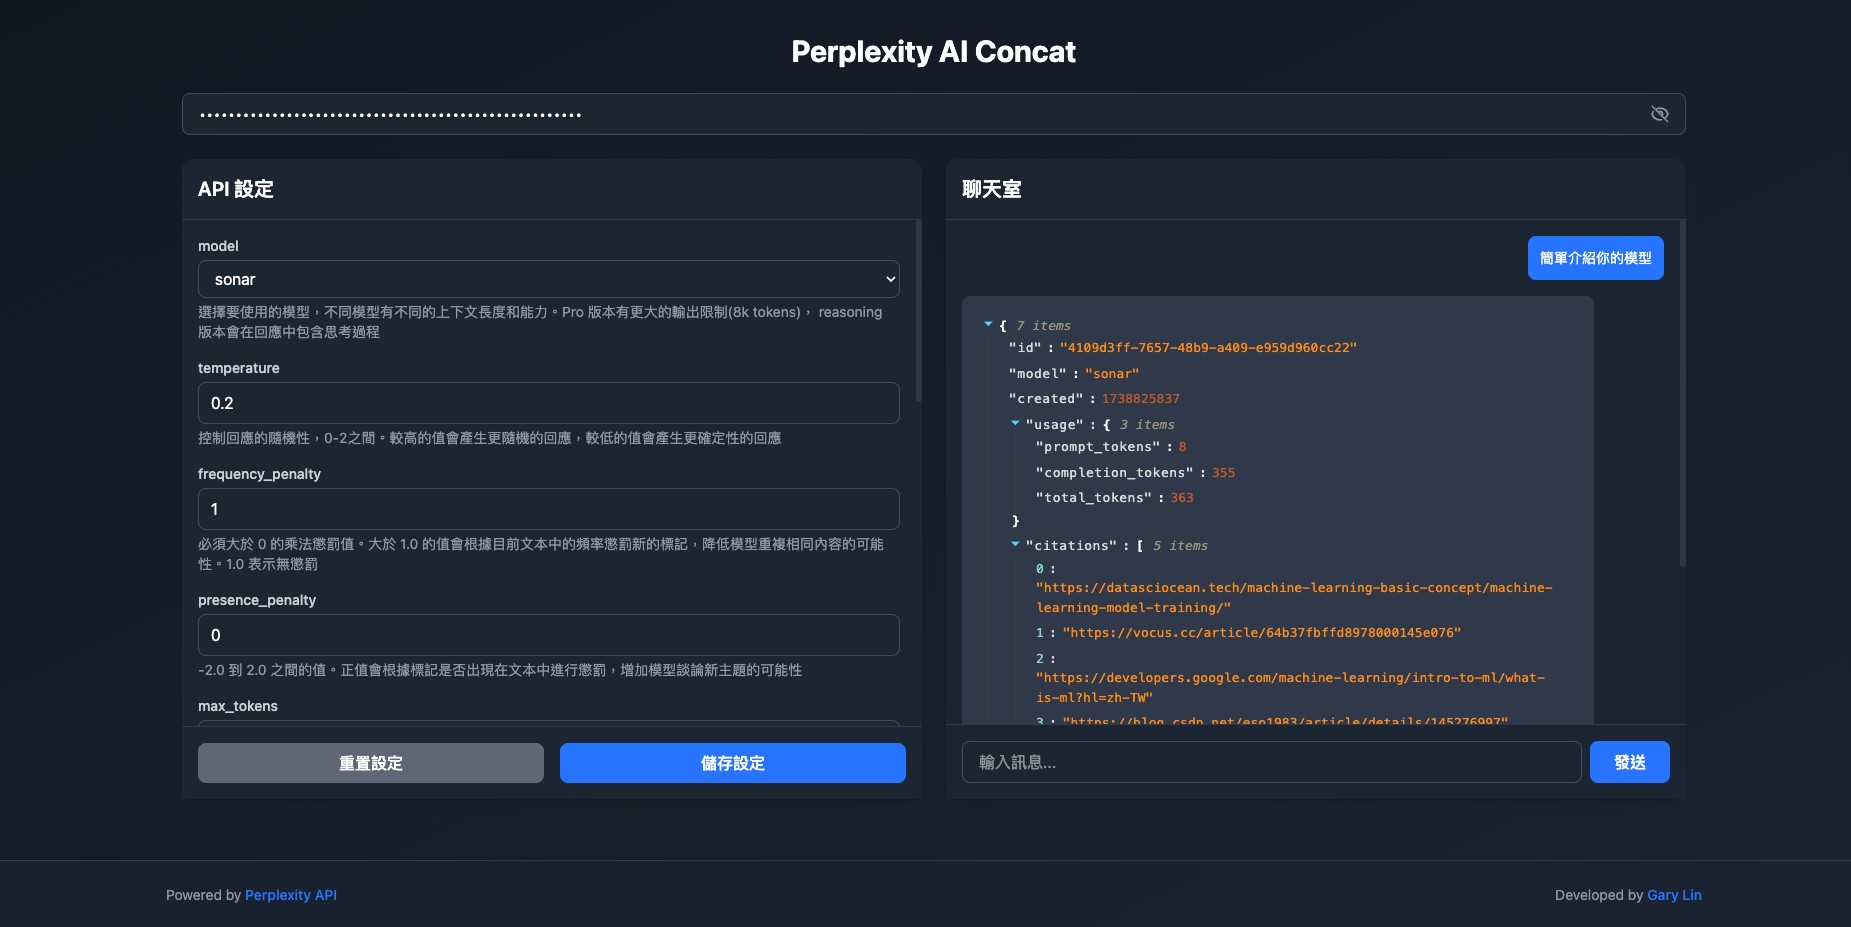 Perplexity AI Concat
••••••••••••••••••••••••••••••••••••••••••••••••••••
API 設定
model
sonar
選擇要使用的模型，不同模型有不同的上下文長度和能力。Pro 版本有更大的輸出限制(8k tokens)， reasoning
版本會在回應中包含思考過程
temperature
0.2
控制回應的隨機性，0-2之間。較高的值會產生更隨機的回應，較低的值會產生更確定性的回應
frequency_penalty
1
必須大於 0 的乘法懲罰值。大於 1.0 的值會根據目前文本中的頻率懲罰新的標記，降低模型重複相同內容的可能
性。1.0 表示無懲罰
presence_penalty
0
-2.0 到 2.0 之間的值。正值會根據標記是否出現在文本中進行懲罰，增加模型談論新主題的可能性
max_tokens
重置設定
儲存設定
聊天室
簡單介紹你的模型
{ 7 items
"id" : "4109d3ff-7657-48b9-a409-e959d960cc22"
"model" : "sonar"
"created" : 1738825837
"usage" : { 3 items
"prompt_tokens" : 8
"completion_tokens" : 355
"total_tokens" : 363
}
"citations" : [ 5 items
0 :
"https://datasciocean.tech/machine-learning-basic-concept/machine-
learning-model-training/"
1 : "https://vocus.cc/article/64b37fbffd8978000145e076"
2 :
"https://developers.google.com/machine-learning/intro-to-ml/what-
is-ml?hl=zh-TW"
3 : "https://blog.csdn.net/eso1983/article/details/145276997"
輸入訊息...
發送
Powered by Perplexity API
Developed by Gary Lin